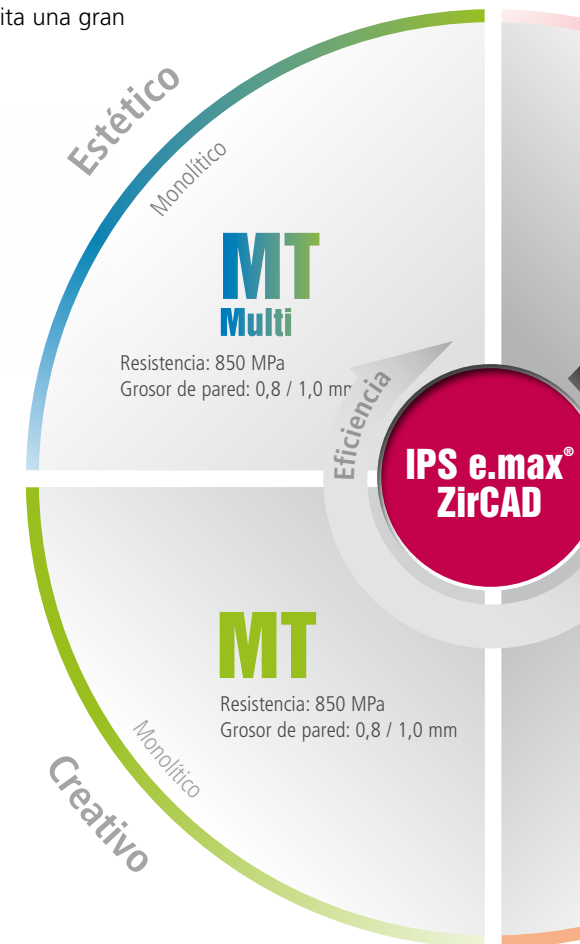 ita una gran
Estético
Monolítico
MT
Multi
Resistencia: 850 MPa
Grosor de pared: 0,8 / 1,0 mm
Eficiencia
IPS e.max®
ZirCAD
MT
Resistencia: 850 MPa
Grosor de pared: 0,8 / 1,0 mm
Monolítico
Creativo